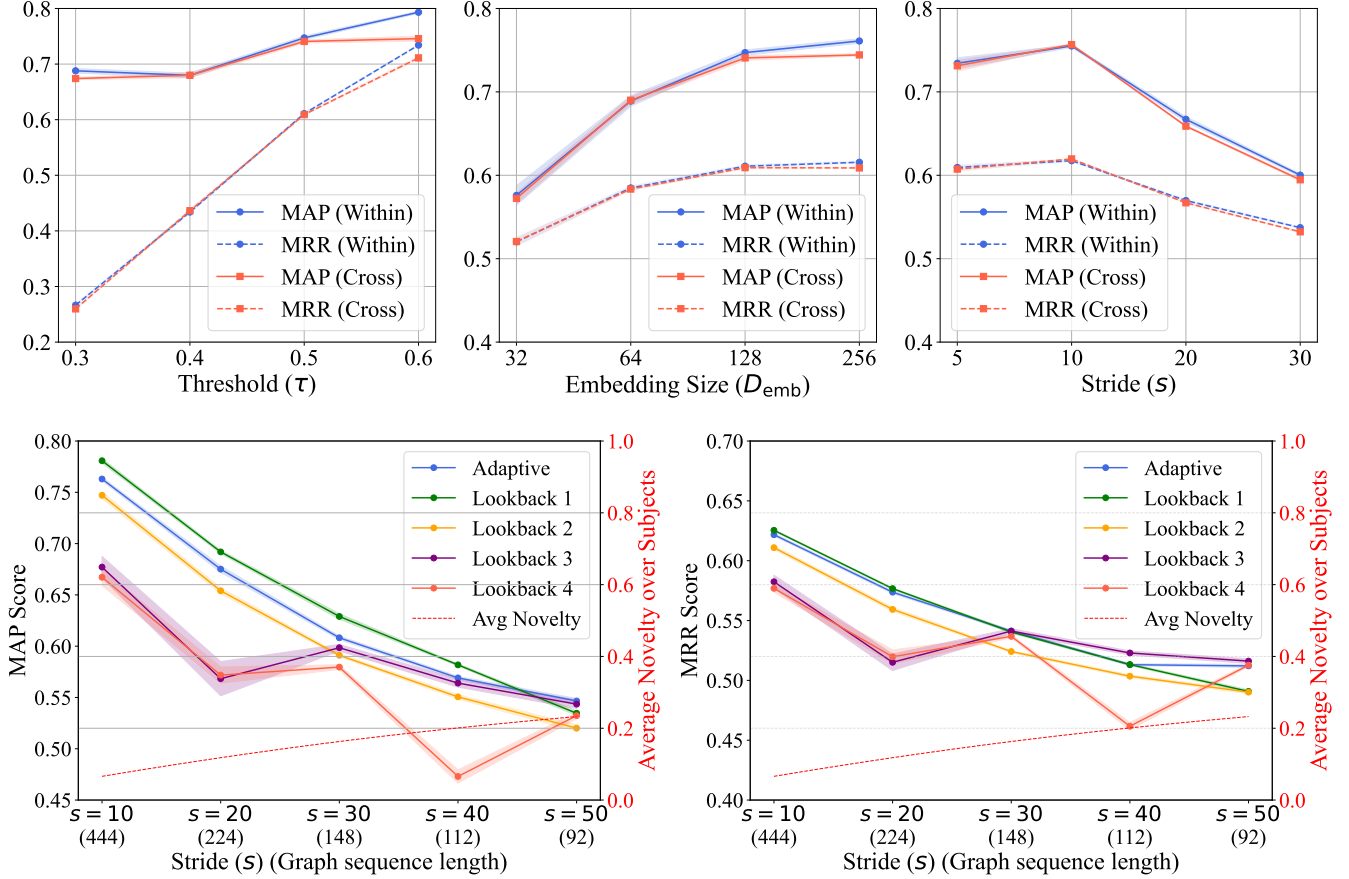 0.8
0.7
0.6
0.5
0.4
0.3
0.2
MAP (Within)
MRR (Within)
MAP (Cross)
MRR (Cross)
0.3 0.4 0.5 0.6
Threshold (τ)
0.8
0.7
0.6
0.5
0.4
MAP (Within)
MRR (Within)
MAP (Cross)
MRR (Cross)
32 64 128 256
Embedding Size (D_emb)
0.8
0.7
0.6
0.5
0.4
MAP (Within)
MRR (Within)
MAP (Cross)
MRR (Cross)
5 10 20 30
Stride (s)
MAP Score
0.80
0.75
0.70
0.65
0.60
0.55
0.50
0.45
Adaptive
Lookback 1
Lookback 2
Lookback 3
Lookback 4
Avg Novelty
1.0
0.8
0.6
0.4
0.2
0.0
Average Novelty over Subjects
s = 10 s = 20 s = 30 s = 40 s = 50
(444) (224) (148) (112) (92)
Stride (s) (Graph sequence length)
MRR Score
0.70
0.65
0.60
0.55
0.50
0.45
0.40
Adaptive
Lookback 1
Lookback 2
Lookback 3
Lookback 4
Avg Novelty
1.0
0.8
0.6
0.4
0.2
0.0
Average Novelty over Subjects
s = 10 s = 20 s = 30 s = 40 s = 50
(444) (224) (148) (112) (92)
Stride (s) (Graph sequence length)